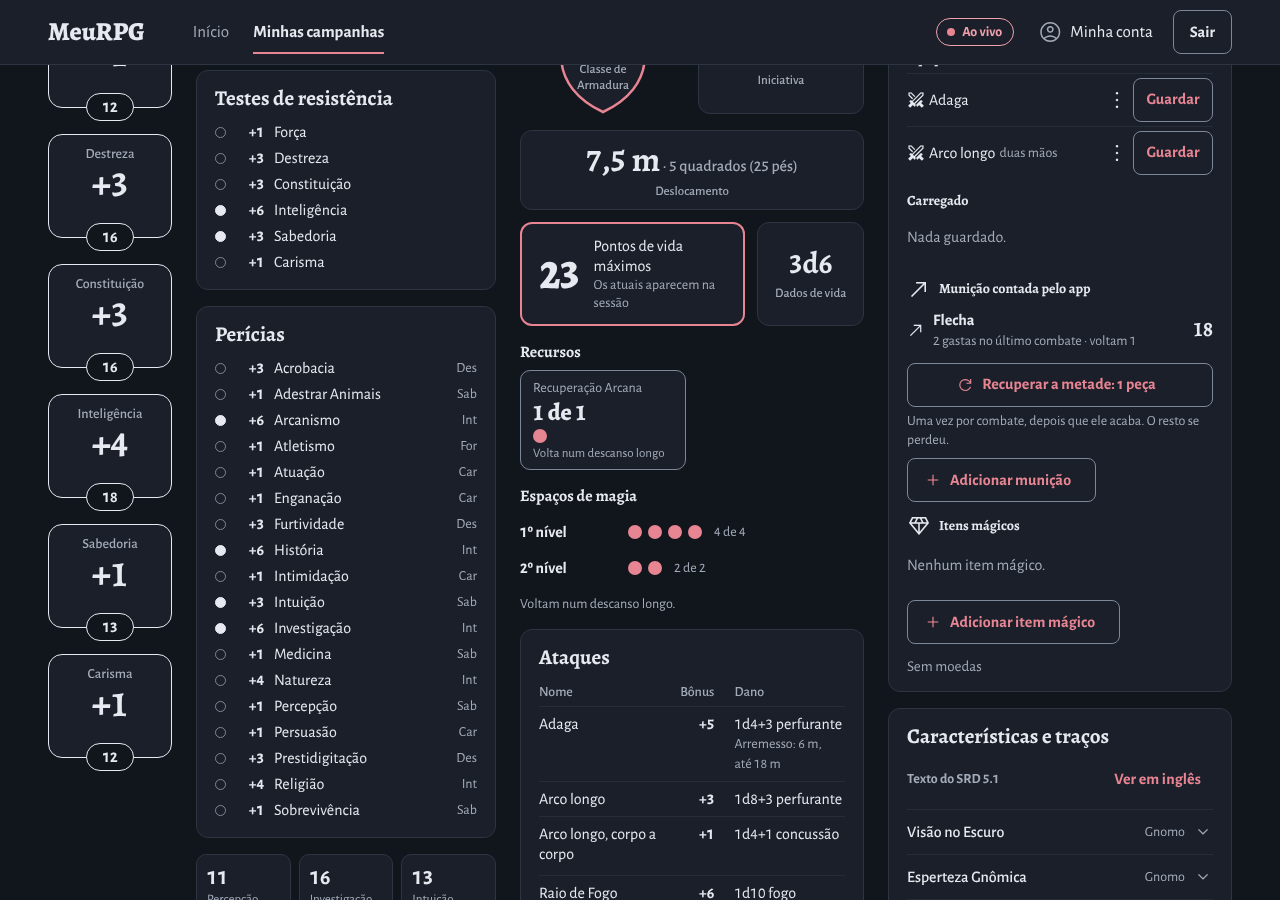 MeuRPG
Início
Minhas campanhas
Ao vivo
Minha conta
Sair
12
Destreza
+3
16
Constituição
+3
16
Inteligência
+4
18
Sabedoria
+1
13
Carisma
+1
12
Testes de resistência
+1 Força
+3 Destreza
+3 Constituição
+6 Inteligência
+3 Sabedoria
+1 Carisma
Perícias
+3 Acrobacia Des
+1 Adestrar Animais Sab
+6 Arcanismo Int
+1 Atletismo For
+1 Atuação Car
+1 Enganação Car
+3 Furtividade Des
+6 História Int
+1 Intimidação Car
+3 Intuição Sab
+6 Investigação Int
+1 Medicina Sab
+4 Natureza Int
+1 Percepção Sab
+1 Persuasão Car
+3 Prestidigitação Des
+4 Religião Int
+1 Sobrevivência Sab
11
Percepção
16
Investigação
13
Intuição
Classe de
Armadura
Iniciativa
7,5 m · 5 quadrados (25 pés)
Deslocamento
23
Pontos de vida
máximos
Os atuais aparecem na
sessão
3d6
Dados de vida
Recursos
Recuperação Arcana
1 de 1
Volta num descanso longo
Espaços de magia
1º nível 4 de 4
2º nível 2 de 2
Voltam num descanso longo.
Ataques
Nome Bônus Dano
Adaga +5 1d4+3 perfurante
Arremesso: 6 m,
até 18 m
Arco longo +3 1d8+3 perfurante
Arco longo, corpo a +1 1d4+1 concussão
corpo
Raio de Fogo +6 1d10 fogo
Adaga Guardar
Arco longo duas mãos Guardar
Carregado
Nada guardado.
Munição contada pelo app
Flecha
2 gastas no último combate · voltam 1
18
Recuperar a metade: 1 peça
Uma vez por combate, depois que ele acaba. O resto se
perdeu.
Adicionar munição
Itens mágicos
Nenhum item mágico.
Adicionar item mágico
Sem moedas
Características e traços
Texto do SRD 5.1 Ver em inglês
Visão no Escuro Gnomo
Esperteza Gnômica Gnomo